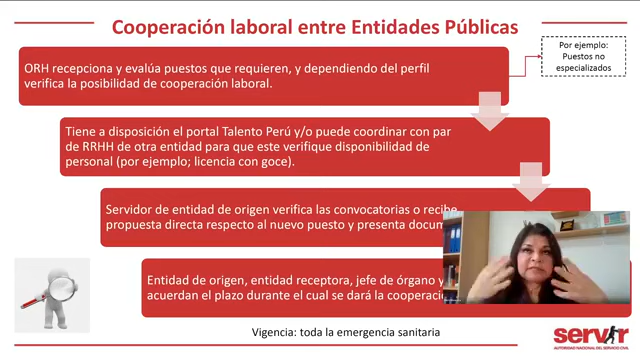 Cooperación laboral entre Entidades Públicas
Por ejemplo:
Puestos no
especializados
ORH recepciona y evalúa puestos que requieren, y dependiendo del perfil
verifica la posibilidad de cooperación laboral.
Tiene a disposición el portal Talento Perú y/o puede coordinar con par
de RRHH de otra entidad para que este verifique disponibilidad de
personal (por ejemplo; licencia con goce).
Servidor de entidad de origen verifica las convocatorias o recibe
propuesta directa respecto al nuevo puesto y presenta
Entidad de origen, entidad receptora, jefe de órgano y
acuerdan el plazo durante el cual se dará la
Vigencia: toda la emergencia sanitaria
servir
AUTORIDAD NACIONAL DEL SERVICIO CIVIL